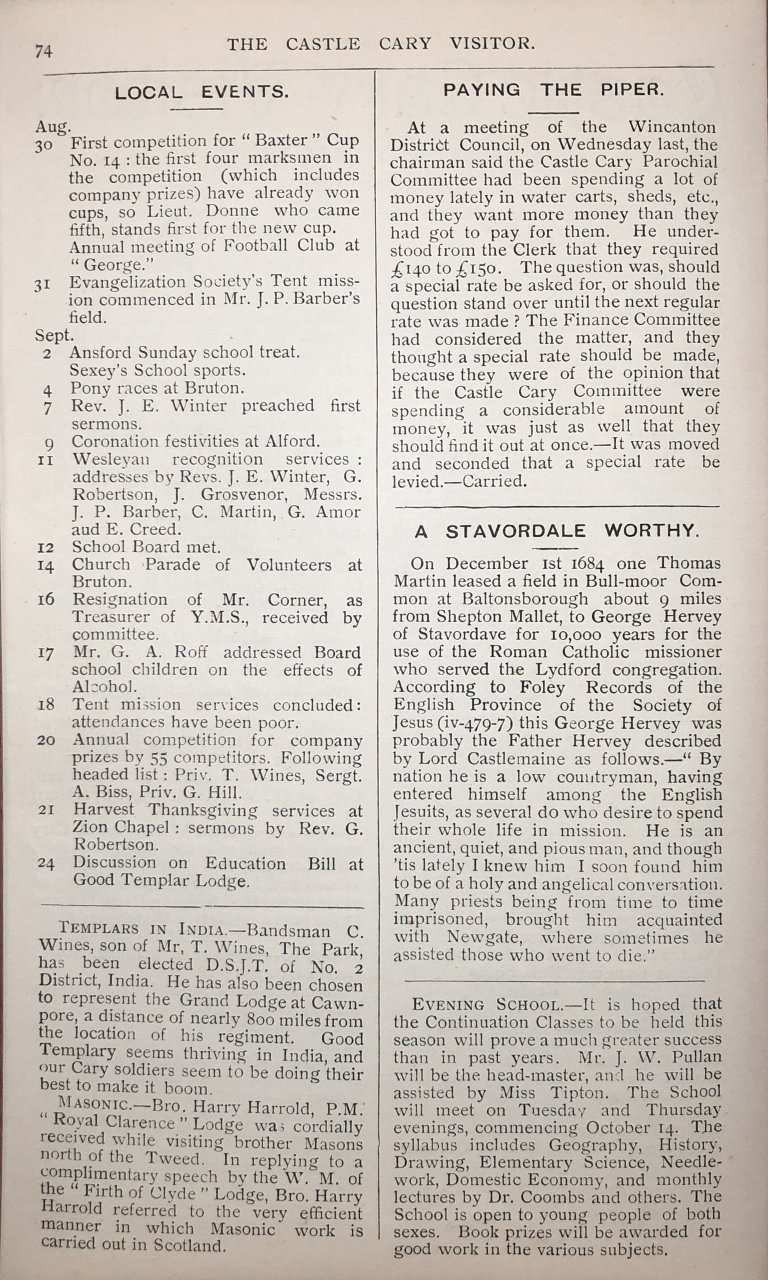 74
THE CASTLE CARY VISITOR.
LOCAL EVENTS.
Aug.
30 First competition for “ Baxter ” Cup
No. 14 : the first four marksmen in
the competition (which includes
company prizes) have already won
cups, so Lieut. Donne who came
fifth, stands first for the new cup.
Annual meeting of Football Club at
“ George.”
31 Evangelization Society's Tent miss-
ion commenced in Mr. J. P. Barber's
field.
Sept.
2 Ansford Sunday school treat.
Sexey's School sports.
4 Pony races at Bruton.
7 Rev. J. E. Winter preached first
sermons.
9 Coronation festivities at Alford.
11 Wesleyan recognition services :
addresses by Revs. J. E. Winter, G.
Robertson, J. Grosvenor, Messrs.
J. P. Barber, C. Martin, G. Amor
aud E. Creed.
12 School Board met.
14 Church Parade of Volunteers at
Bruton.
16 Resignation of Mr. Corner, as
Treasurer of Y.M.S., received by
committee.
17 Mr. G. A. Roff addressed Board
school children on the effects of
Alcohol.
18 Tent mission services concluded :
attendances have been poor.
20 Annual competition for company
prizes by 55 competitors. Following
headed list : Priv. T. Wines, Sergt.
A. Biss, Priv. G. Hill.
21 Harvest Thanksgiving services at
Zion Chapel : sermons by Rev. G.
Robertson.
24 Discussion on Education Bill at
Good Templar Lodge.
TEMPLARS IN INDIA.—Bandsman C.
Wines, son of Mr, T. Wines, The Park,
has been elected D.S.J.T. of No. 2
District, India. He has also been chosen
to represent the Grand Lodge at Cawn-
pore, a distance of nearly 800 miles from
the location of his regiment. Good
Templary seems thriving in India, and
our Cary soldiers seem to be doing their
best to make it boom.
MASONIC.—Bro. Harry Harrold, P.M.
“ Royal Clarence ” Lodge was cordially
received while visiting brother Masons
north of the Tweed. In replying to a
complimentary speech by the W. M. of
the “ Firth of Clyde ” Lodge, Bro. Harry
Harrold referred to the very efficient
manner in which Masonic work is
carried out in Scotland.
PAYING THE PIPER.
At a meeting of the Wincanton
District Council, on Wednesday last, the
chairman said the Castle Cary Parochial
Committee had been spending a lot of
money lately in water carts, sheds, etc.,
and they want more money than they
had got to pay for them. He under-
stood from the Clerk that they required
£140 to £150. The question was, should
a special rate be asked for, or should the
question stand over until the next regular
rate was made ? The Finance Committee
had considered the matter, and they
thought a special rate should be made,
because they were of the opinion that
if the Castle Cary Committee were
spending a considerable amount of
money, it was just as well that they
should find it out at once.—It was moved
and seconded that a special rate be
levied.—Carried.
A STAVORDALE WORTHY.
On December 1st 1684 one Thomas
Martin leased a field in Bull-moor Com-
mon at Baltonsborough about 9 miles
from Shepton Mallet, to George Hervey
of Stavordave for 10,000 years for the
use of the Roman Catholic missioner
who served the Lydford congregation.
According to Foley Records of the
English Province of the Society of
Jesus (iv-479-7) this George Hervey was
probably the Father Hervey described
by Lord Castlemaine as follows.—“ By
nation he is a low countryman, having
entered himself among the English
Jesuits, as several do who desire to spend
their whole life in mission. He is an
ancient, quiet, and pious man, and though
'tis lately I knew him I soon found him
to be of a holy and angelical conversation.
Many priests being from time to time
imprisoned, brought him acquainted
with Newgate, where sometimes he
assisted those who went to die.”
EVENING SCHOOL.—It is hoped that
the Continuation Classes to be held this
season will prove a much greater success
than in past years. Mr. J. W. Pullan
will be the head-master, and he will be
assisted by Miss Tipton. The School
will meet on Tuesday and Thursday
evenings, commencing October 14. The
syllabus includes Geography, History,
Drawing, Elementary Science, Needle-
work, Domestic Economy, and monthly
lectures by Dr. Coombs and others. The
School is open to young people of both
sexes. Book prizes will be awarded for
good work in the various subjects.